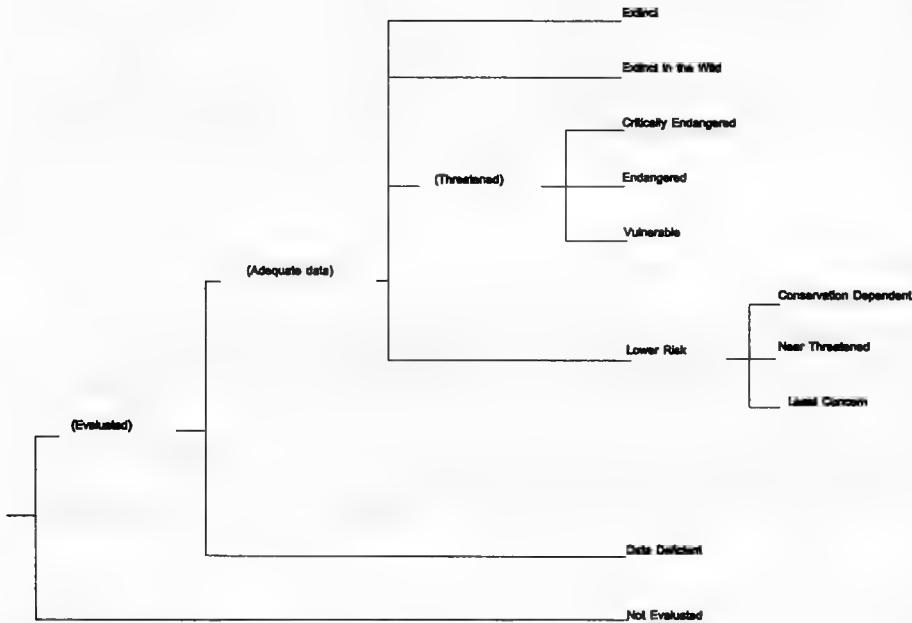 Extinct
Extinct in the Wild
Critically Endangered
(Threatened)
Endangered
Vulnerable
(Adequate data)
Conservation Dependent
Lower Risk
Near Threatened
Least Concern
(Evaluated)
Data Deficient
Not Evaluated